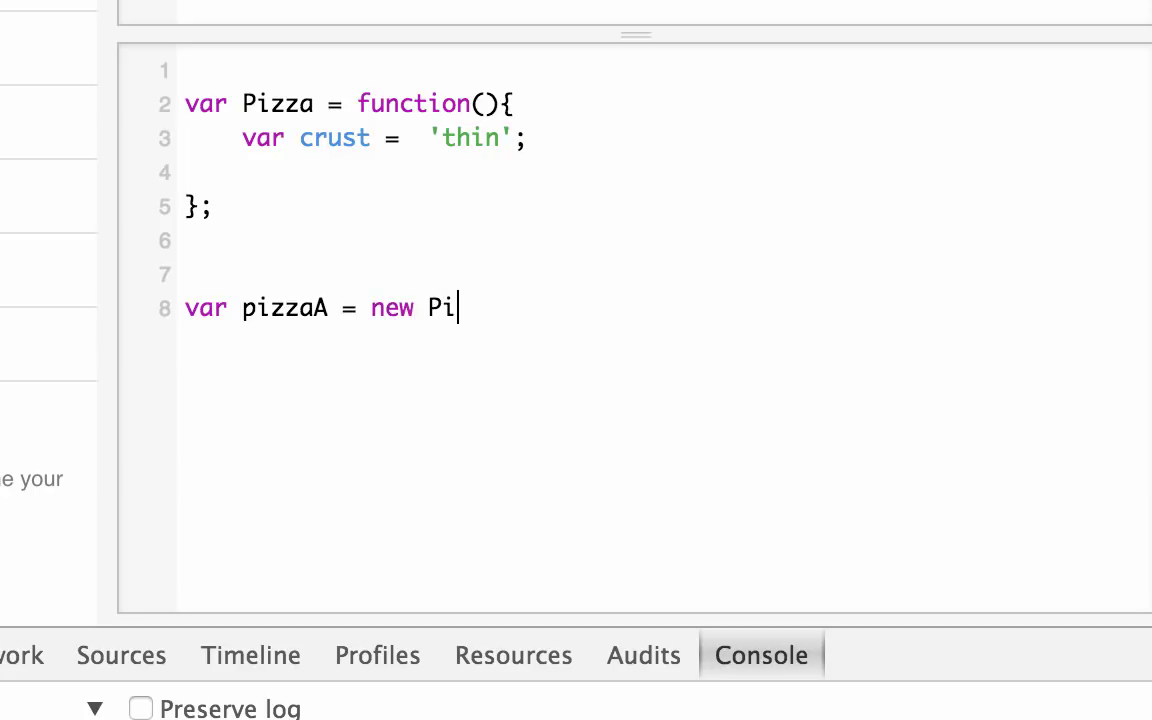 1
2 var Pizza = function(){
3 var crust =  'thin';
4
5 };
6
7
8 var pizzaA = new Pi
e your
work Sources Timeline Profiles Resources Audits Console
▼ Preserve log